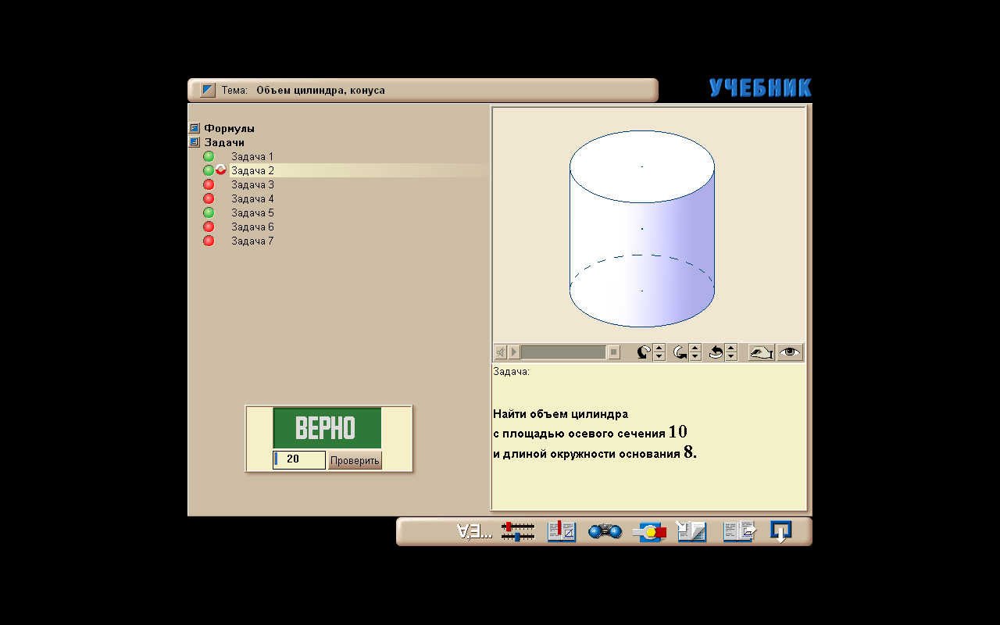 Тема: Объем цилиндра, конуса
УЧЕБНИК
Формулы
Задачи
Задача 1
Задача 2
Задача 3
Задача 4
Задача 5
Задача 6
Задача 7
ВЕРНО
20
Проверить
Задача:
Найти объем цилиндра
с площадью осевого сечения 10
и длиной окружности основания 8.
∀,∃...